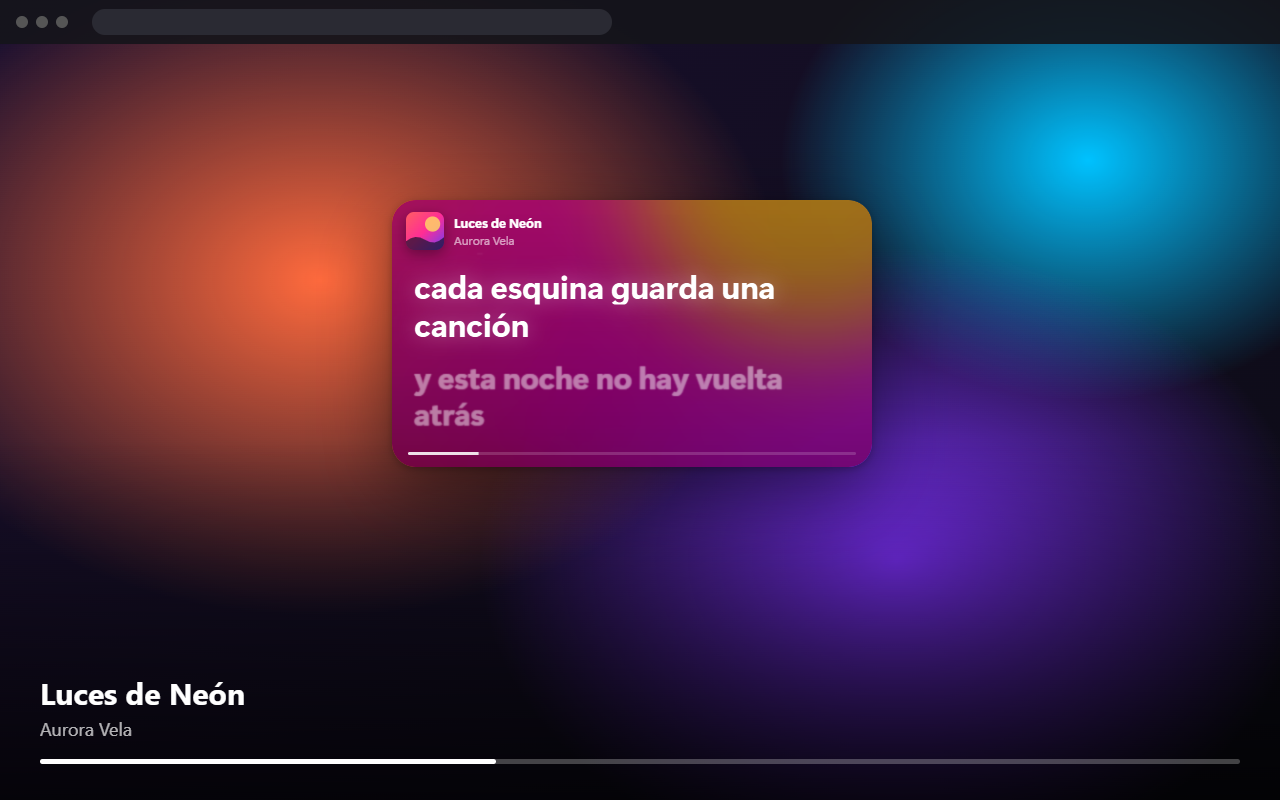 Luces de Neón
Aurora Vela
cada esquina guarda una
canción
y esta noche no hay vuelta
atrás
Luces de Neón
Aurora Vela